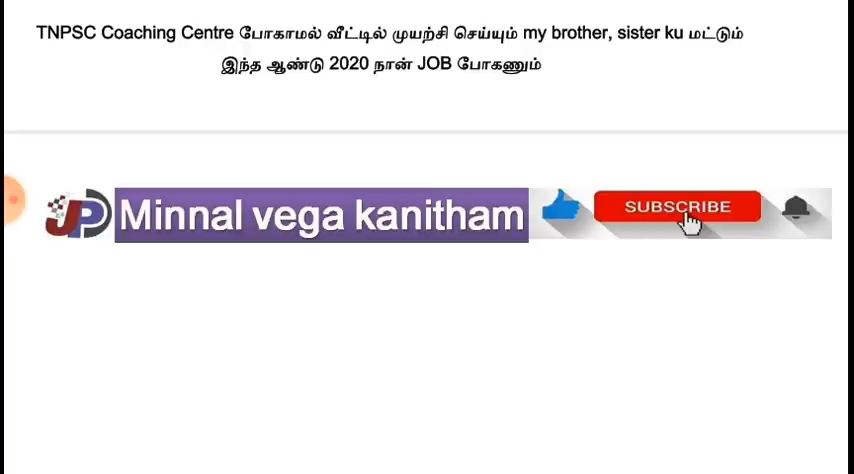 TNPSC Coaching Centre போகாமல் வீட்டில் முயற்சி செய்யும் my brother, sister ku மட்டும்
இந்த ஆண்டு 2020 நான் JOB போகணும்
JP Minnal vega kanitham SUBSCRIBE